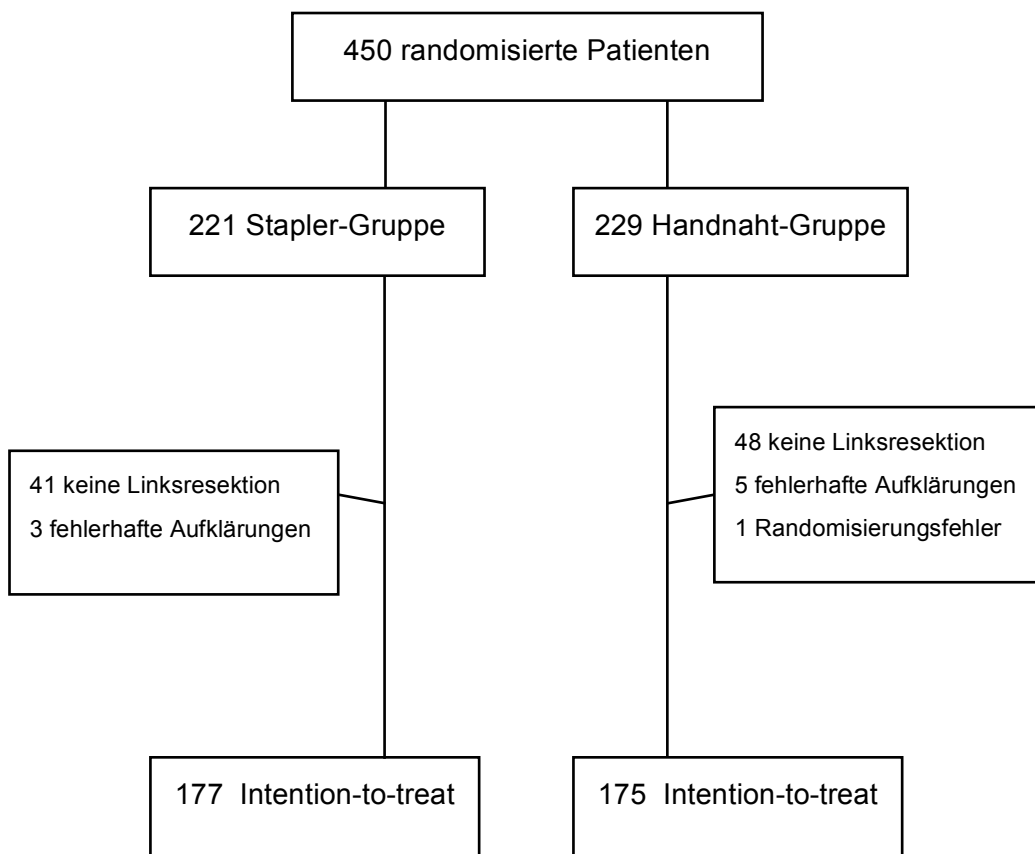 450 randomisierte Patienten
221 Stapler-Gruppe
229 Handnaht-Gruppe
41 keine Linksresektion
3 fehlerhafte Aufklärungen
48 keine Linksresektion
5 fehlerhafte Aufklärungen
1 Randomisierungsfehler
177 Intention-to-treat
175 Intention-to-treat